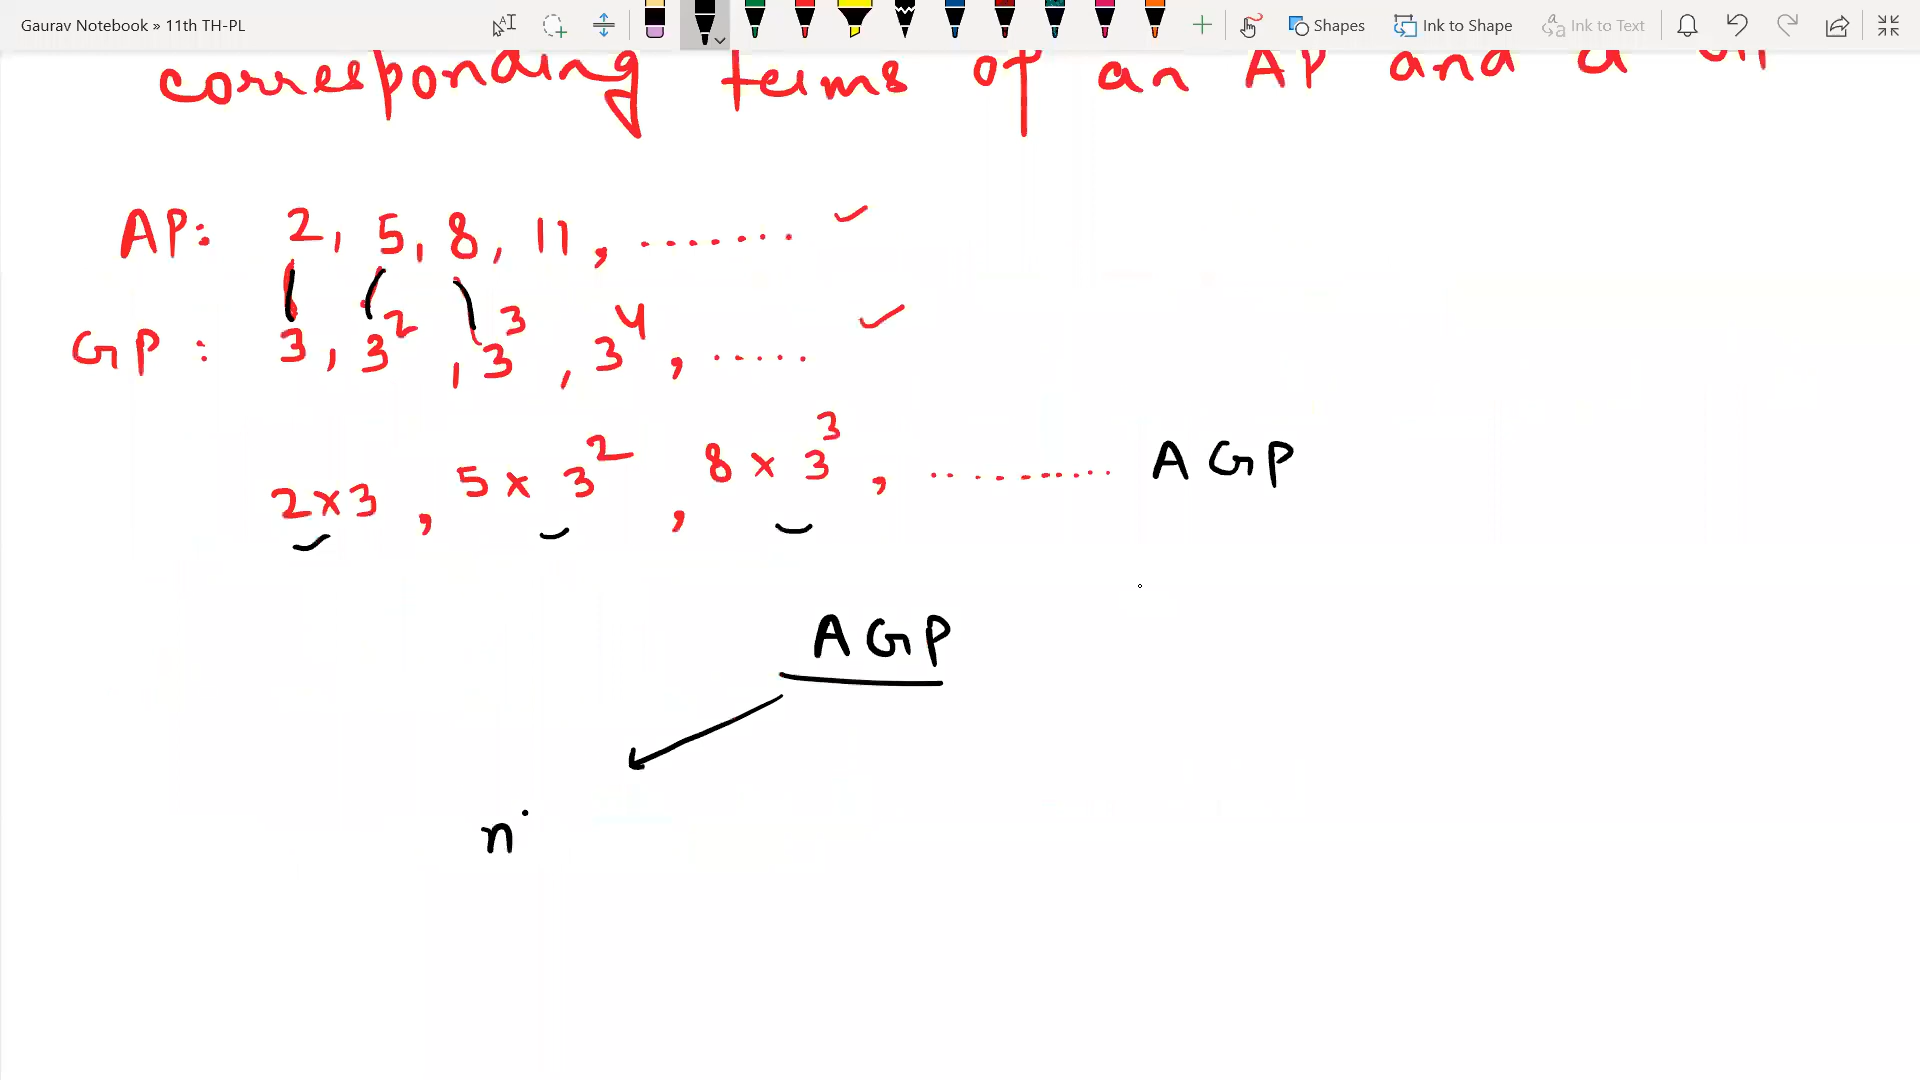 Gaurav Notebook » 11th TH-PL
Shapes
Ink to Shape
Ink to Text
corresponding terms of an AP and a GP
AP: 2, 5, 8, 11, ........
GP: 3, 3², 3³, 3⁴, .....
2×3, 5×3², 8×3³, .......... AGP
AGP
n